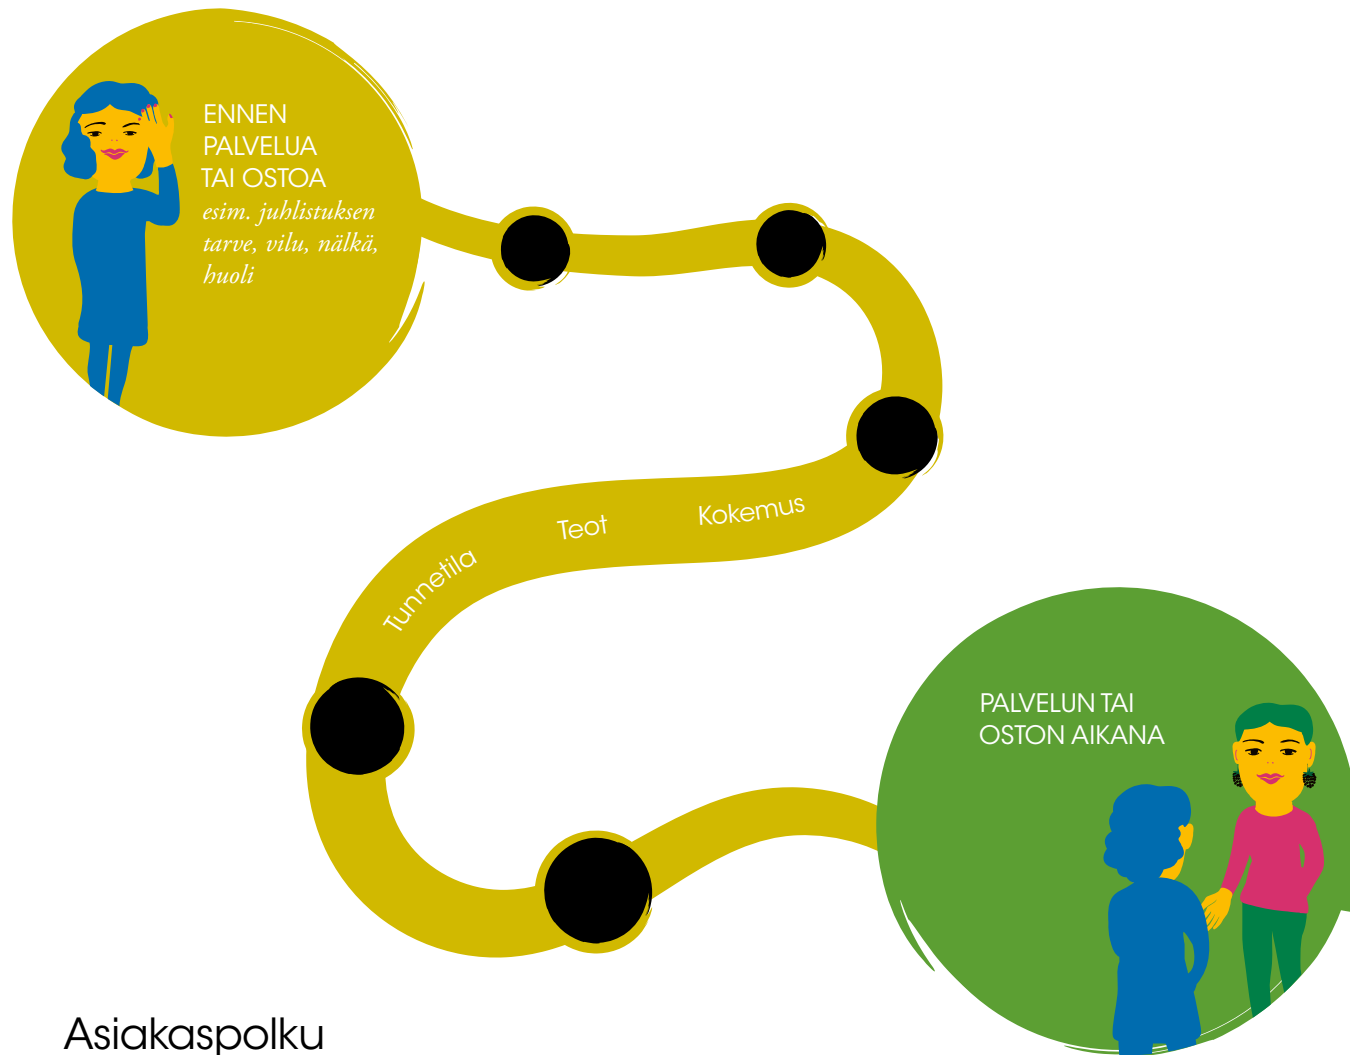 ENNEN
PALVELUA
TAI OSTOA
esim. juhlistuksen
tarve, vilu, nälkä,
huoli
Tunnetila
Teot
Kokemus
PALVELUN TAI
OSTON AIKANA
Asiakaspolku